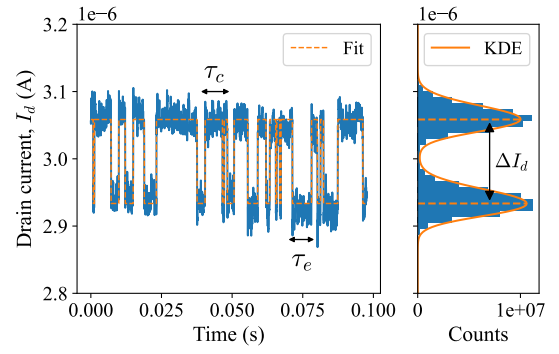 1e−6
3.2
3.1
3.0
2.9
2.8
Drain current, I_d (A)
Fit
τ_c
τ_e
0.000
0.025
0.050
0.075
0.100
Time (s)
1e−6
KDE
ΔI_d
0
1e+07
Counts